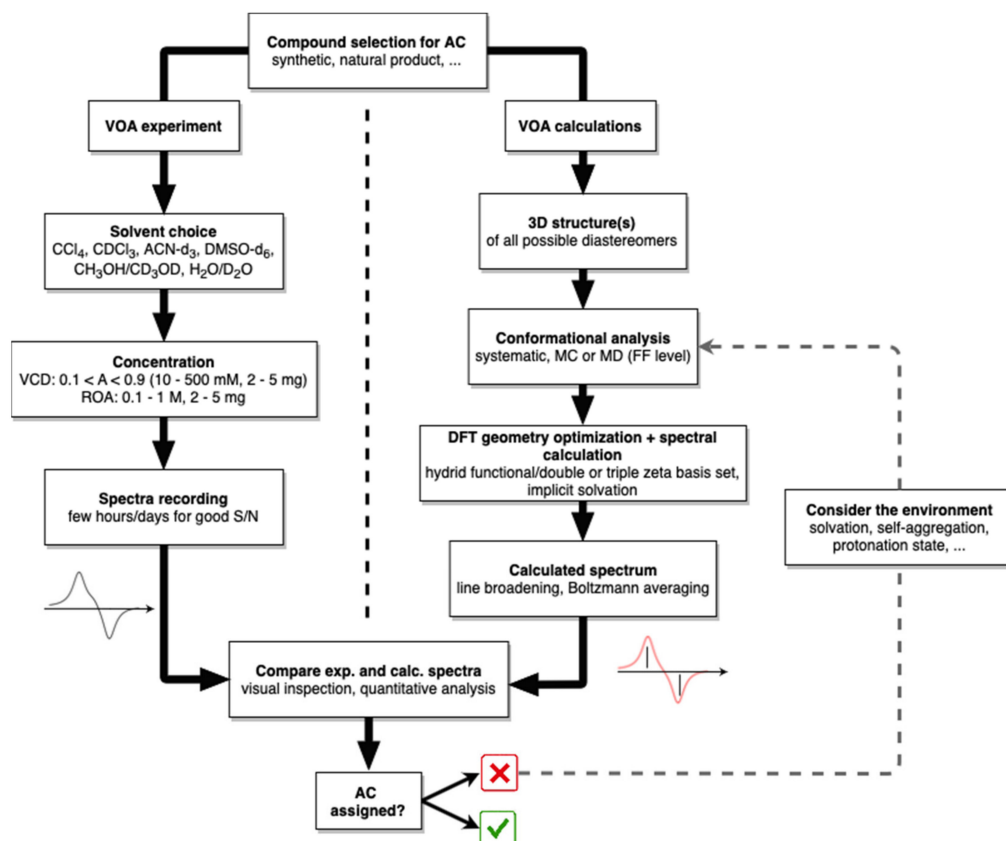 Compound selection for AC
synthetic, natural product, ...
VOA experiment
Solvent choice
CCl₄, CDCl₃, ACN-d₃, DMSO-d₆,
CH₃OH/CD₃OD, H₂O/D₂O
Concentration
VCD: 0.1 < A < 0.9 (10 - 500 mM, 2 - 5 mg)
ROA: 0.1 - 1 M, 2 - 5 mg
Spectra recording
few hours/days for good S/N
VOA calculations
3D structure(s)
of all possible diastereomers
Conformational analysis
systematic, MC or MD (FF level)
DFT geometry optimization + spectral
calculation
hydrid functional/double or triple zeta basis set,
implicit solvation
Calculated spectrum
line broadening, Boltzmann averaging
Consider the environment
solvation, self-aggregation,
protonation state, ...
Compare exp. and calc. spectra
visual inspection, quantitative analysis
AC
assigned?